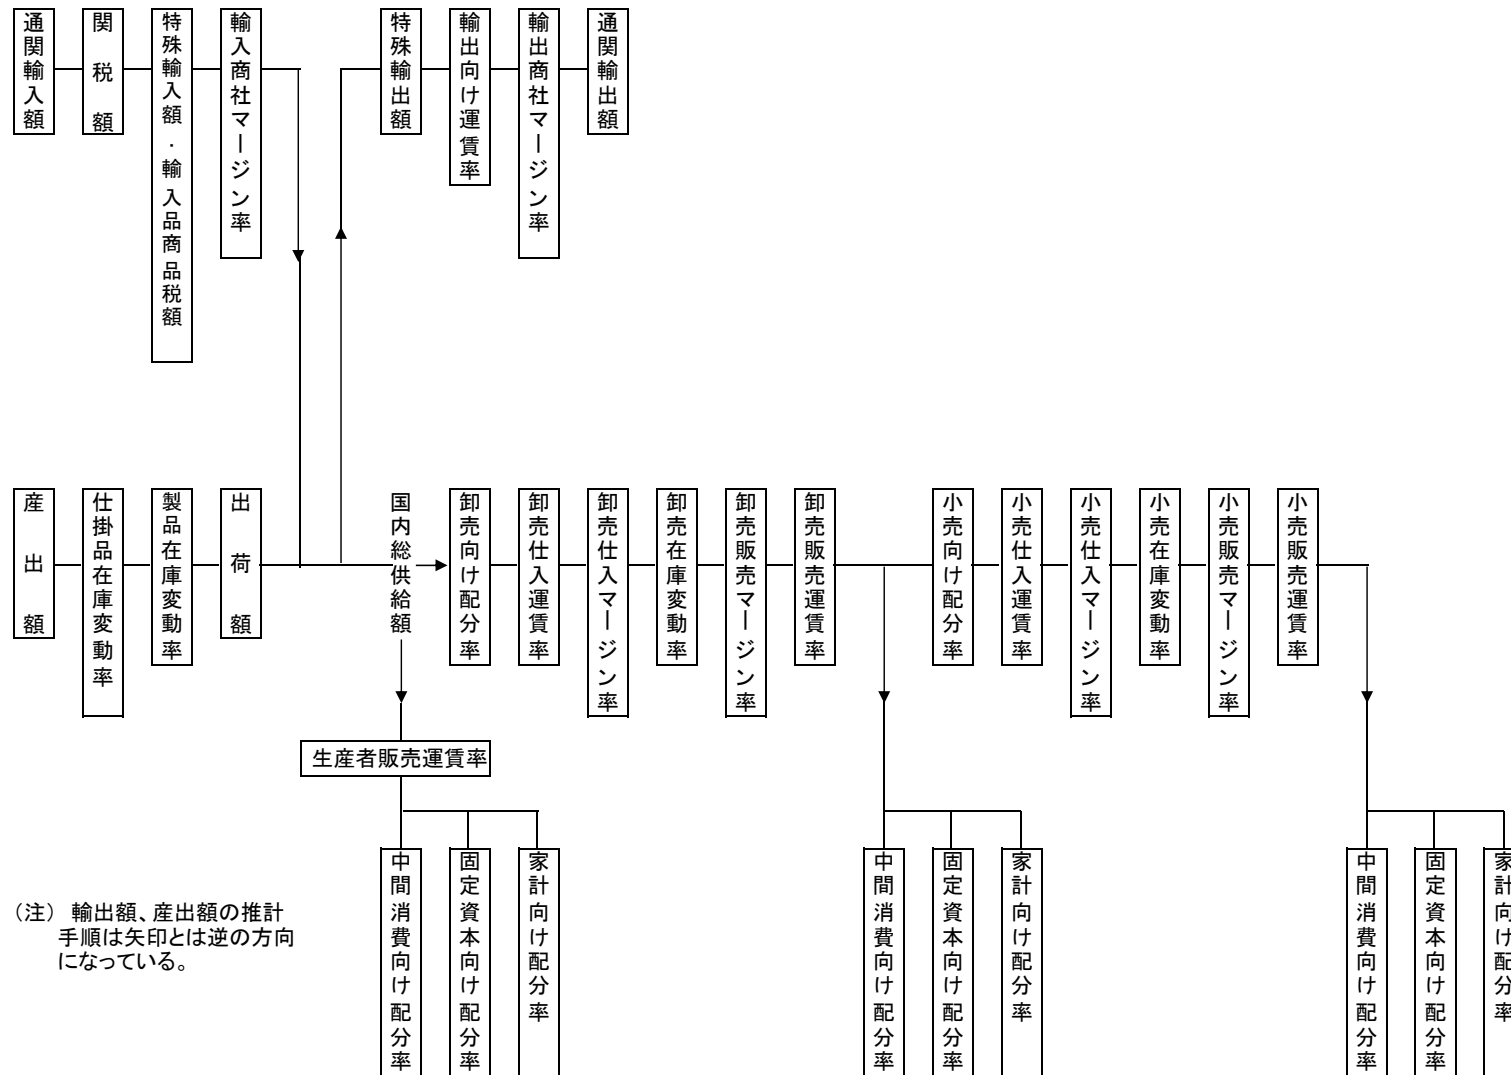 通関輸入額
関税額
特殊輸入額・輸入品商品税額
輸入商社マージン率
特殊輸出額
輸出向け運賃率
輸出商社マージン率
通関輸出額
産出額
仕掛品在庫変動率
製品在庫変動率
出荷額
国内総供給額
卸売向け配分率
卸売仕入運賃率
卸売仕入マージン率
卸売在庫変動率
卸売販売マージン率
卸売販売運賃率
小売向け配分率
小売仕入運賃率
小売仕入マージン率
小売在庫変動率
小売販売マージン率
小売販売運賃率
生産者販売運賃率
中間消費向け配分率
固定資本向け配分率
家計向け配分率
中間消費向け配分率
固定資本向け配分率
家計向け配分率
中間消費向け配分率
固定資本向け配分率
家計向け配分率
（注） 輸出額、産出額の推計
手順は矢印とは逆の方向
になっている。